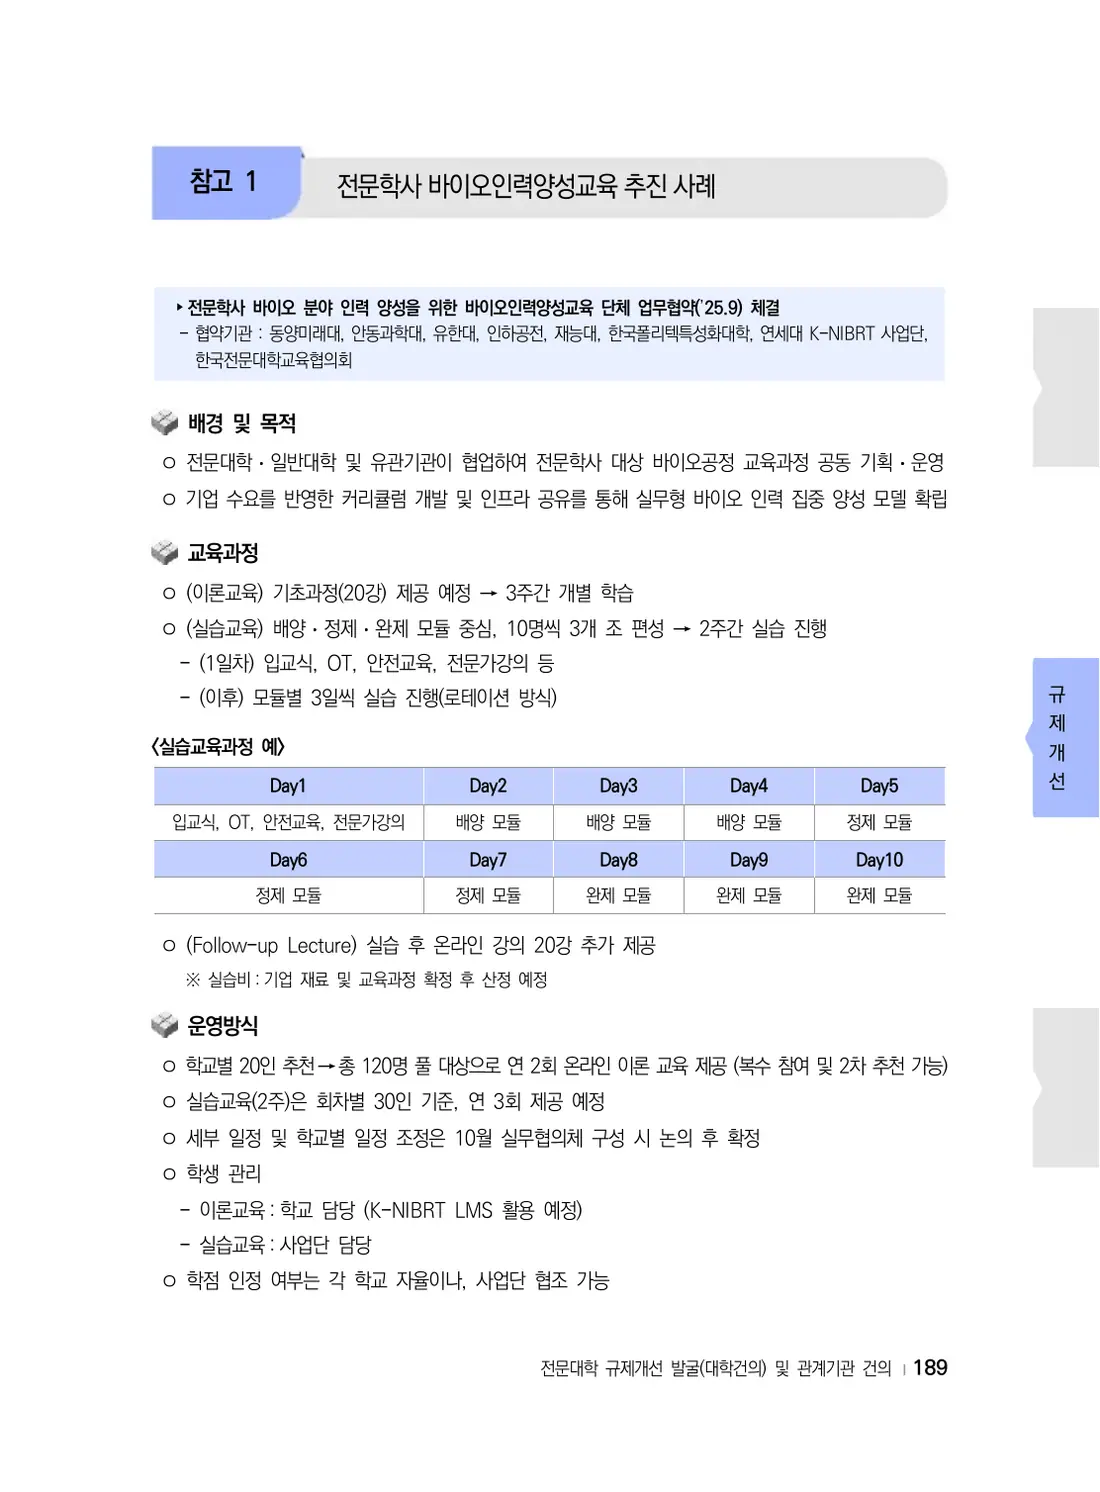 참고 1
전문학사 바이오인력양성교육 추진 사례
▸전문학사 바이오 분야 인력 양성을 위한 바이오인력양성교육 단체 업무협약('25.9) 체결
- 협약기관 : 동양미래대, 안동과학대, 유한대, 인하공전, 재능대, 한국폴리텍특성화대학, 연세대 K-NIBRT 사업단,
한국전문대학교육협의회
배경 및 목적
ㅇ 전문대학·일반대학 및 유관기관이 협업하여 전문학사 대상 바이오공정 교육과정 공동 기획·운영
ㅇ 기업 수요를 반영한 커리큘럼 개발 및 인프라 공유를 통해 실무형 바이오 인력 집중 양성 모델 확립
교육과정
ㅇ (이론교육) 기초과정(20강) 제공 예정 → 3주간 개별 학습
ㅇ (실습교육) 배양·정제·완제 모듈 중심, 10명씩 3개 조 편성 → 2주간 실습 진행
- (1일차) 입교식, OT, 안전교육, 전문가강의 등
- (이후) 모듈별 3일씩 실습 진행(로테이션 방식)
<실습교육과정 예>
Day1 Day2 Day3 Day4 Day5
입교식, OT, 안전교육, 전문가강의 배양 모듈 배양 모듈 배양 모듈 정제 모듈
Day6 Day7 Day8 Day9 Day10
정제 모듈 정제 모듈 완제 모듈 완제 모듈 완제 모듈
ㅇ (Follow-up Lecture) 실습 후 온라인 강의 20강 추가 제공
※ 실습비 : 기업 재료 및 교육과정 확정 후 산정 예정
운영방식
ㅇ 학교별 20인 추천→총 120명 풀 대상으로 연 2회 온라인 이론 교육 제공 (복수 참여 및 2차 추천 가능)
ㅇ 실습교육(2주)은 회차별 30인 기준, 연 3회 제공 예정
ㅇ 세부 일정 및 학교별 일정 조정은 10월 실무협의체 구성 시 논의 후 확정
ㅇ 학생 관리
- 이론교육 : 학교 담당 (K-NIBRT LMS 활용 예정)
- 실습교육 : 사업단 담당
ㅇ 학점 인정 여부는 각 학교 자율이나, 사업단 협조 가능
규
제
개
선
전문대학 규제개선 발굴(대학건의) 및 관계기관 건의 | 189